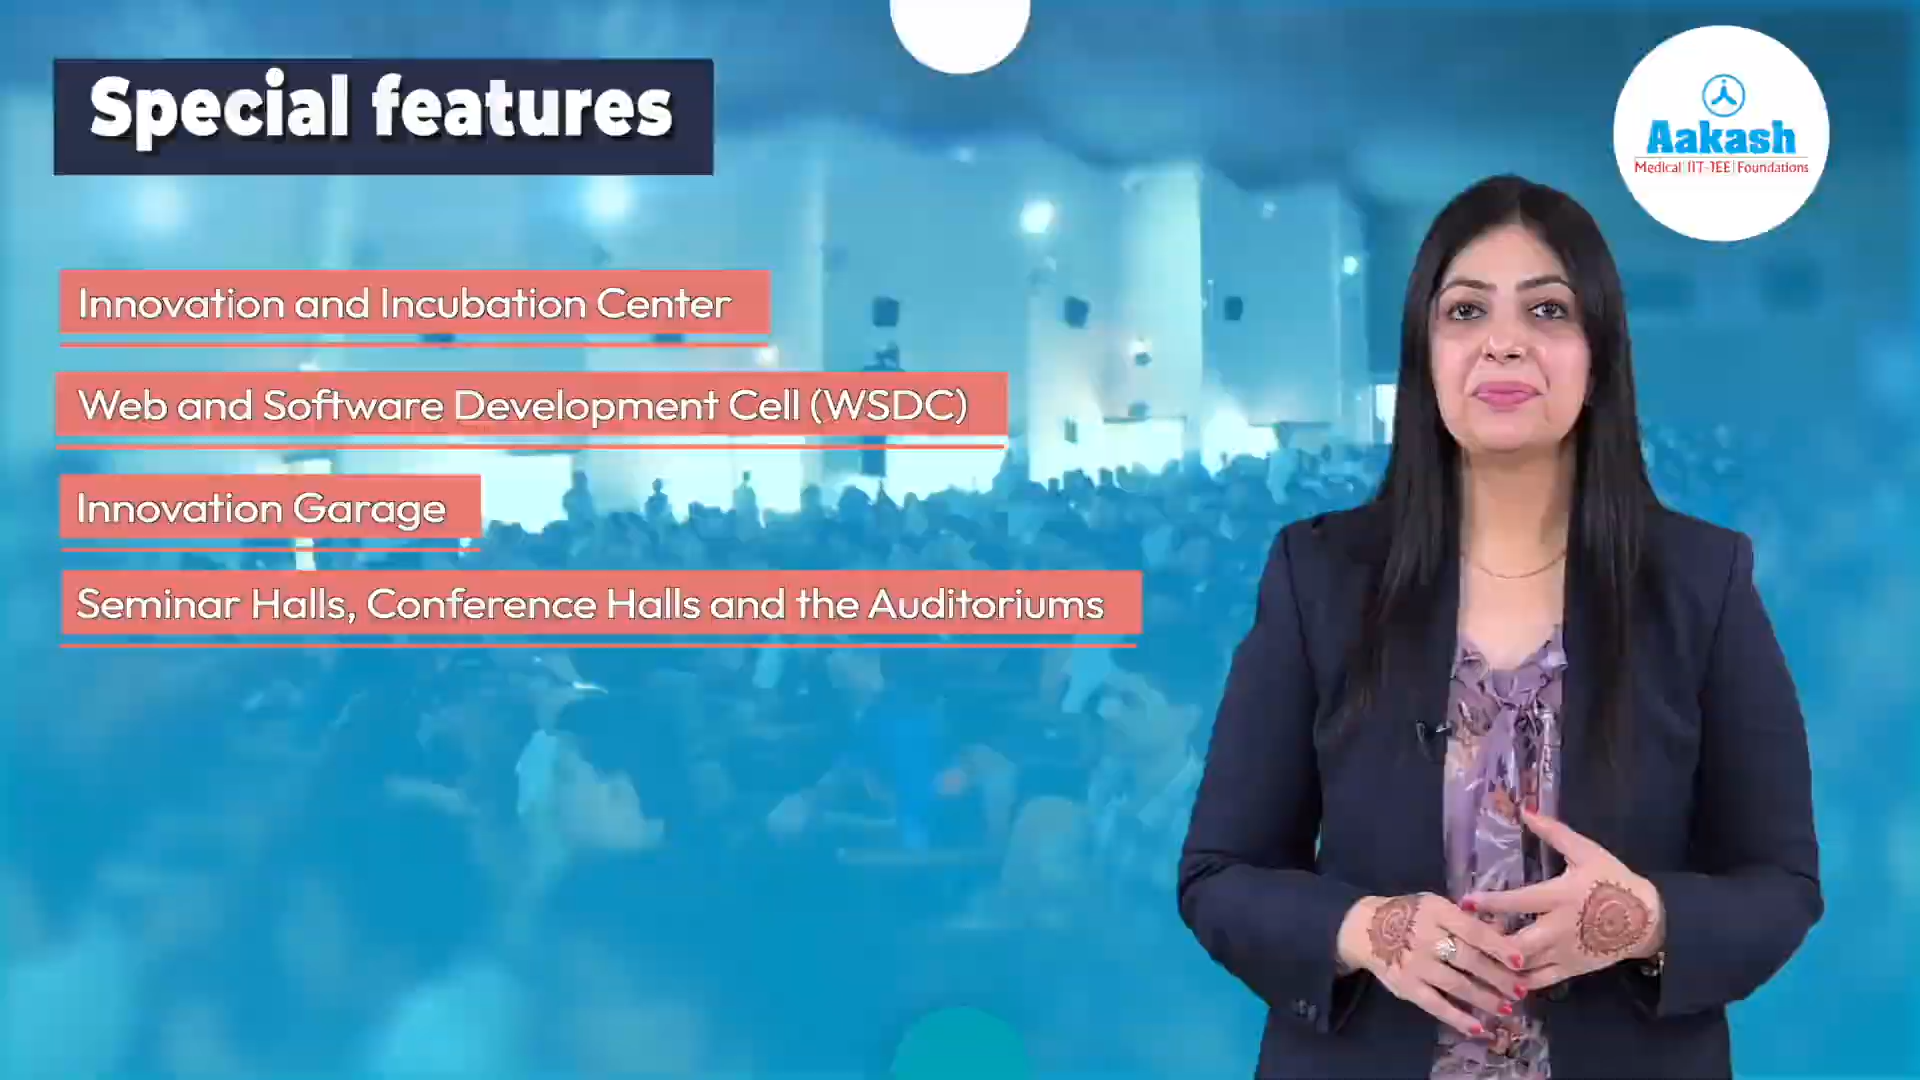 Special features
Aakash
Medical|IIT-JEE|Foundations
Innovation and Incubation Center
Web and Software Development Cell (WSDC)
Innovation Garage
Seminar Halls, Conference Halls and the Auditoriums